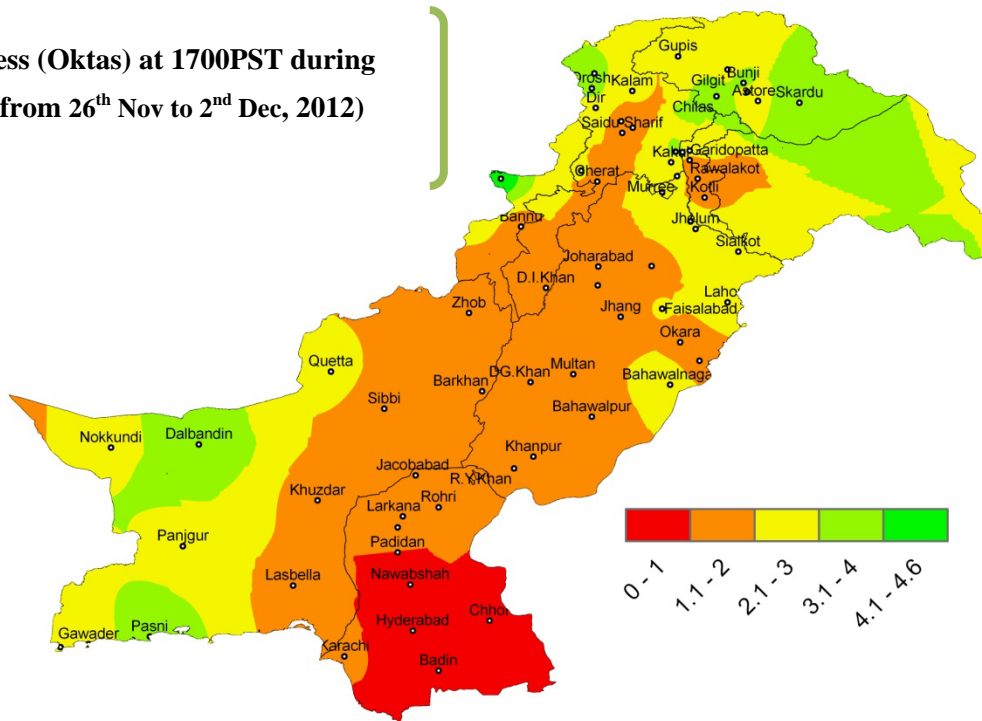 ess (Oktas) at 1700PST during
from 26th Nov to 2nd Dec, 2012)
Gupis
Drosh
Kalam
Gilgit
Bunji
Dir
Astore
Skardu
Chilas
Saidu Sharif
Kakul
Garidopatta
Cherat
Rawalakot
Murree
Kotli
Bannu
Jhelum
Sialkot
Joharabad
D.I.Khan
Zhob
Laho
Faisalabad
Jhang
Okara
Quetta
Multan
DG.Khan
Bahawalnaga
Barkhan
Sibbi
Bahawalpur
Nokkundi
Dalbandin
Khanpur
Jacobabad
R.Y.Khan
Khuzdar
Rohri
Larkana
Panjgur
Padidan
Lasbella
Nawabshah
Chhor
Pasni
Hyderabad
Gawader
Karachi
Badin
0 - 1
1.1 - 2
2.1 - 3
3.1 - 4
4.1 - 4.6